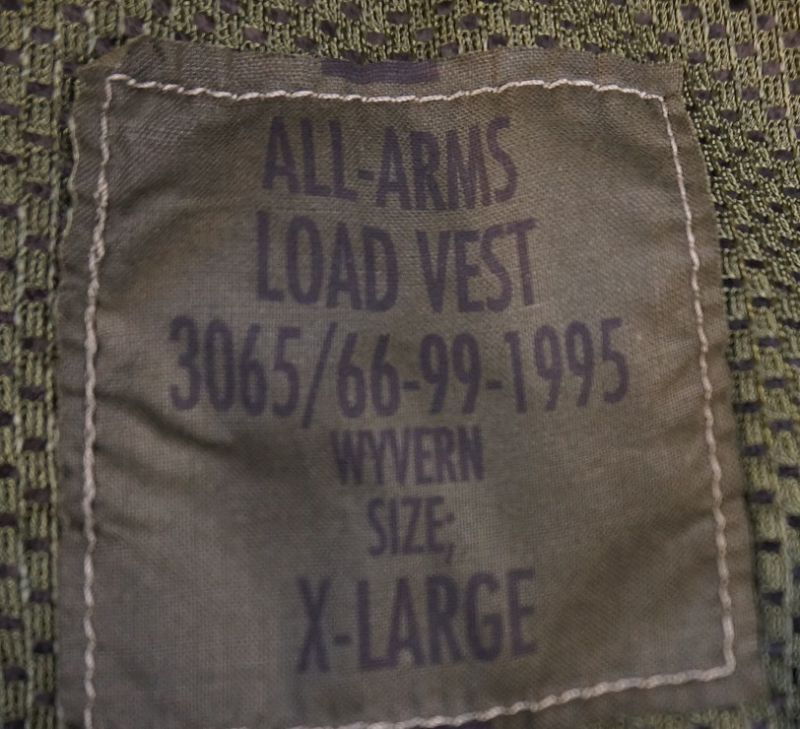 ALL-ARMS
LOAD VEST
3065/66-99-1995
WYVERN
SIZE;
X-LARGE